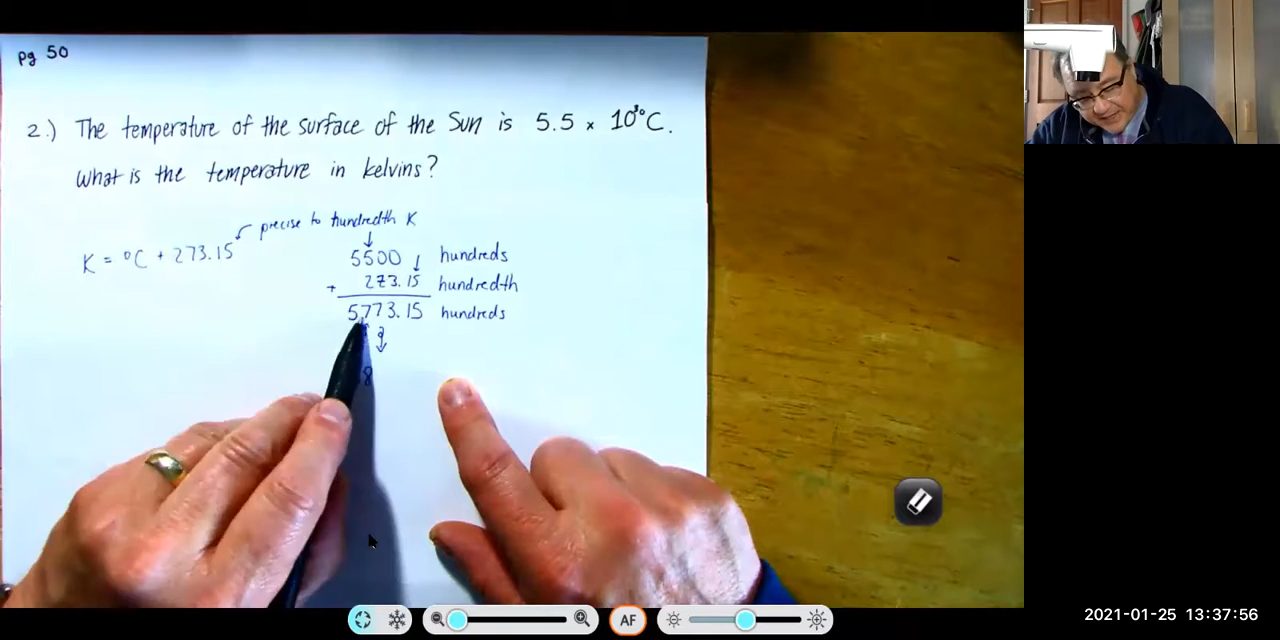 pg 50
2.) The temperature of the surface of the Sun is 5.5 × 10³°C.
What is the temperature in kelvins?
precise to hundredth K
K = °C + 273.15
5500 hundreds
+ 273.15 hundredth
5773.15 hundreds
8
AF
2021-01-25 13:37:56